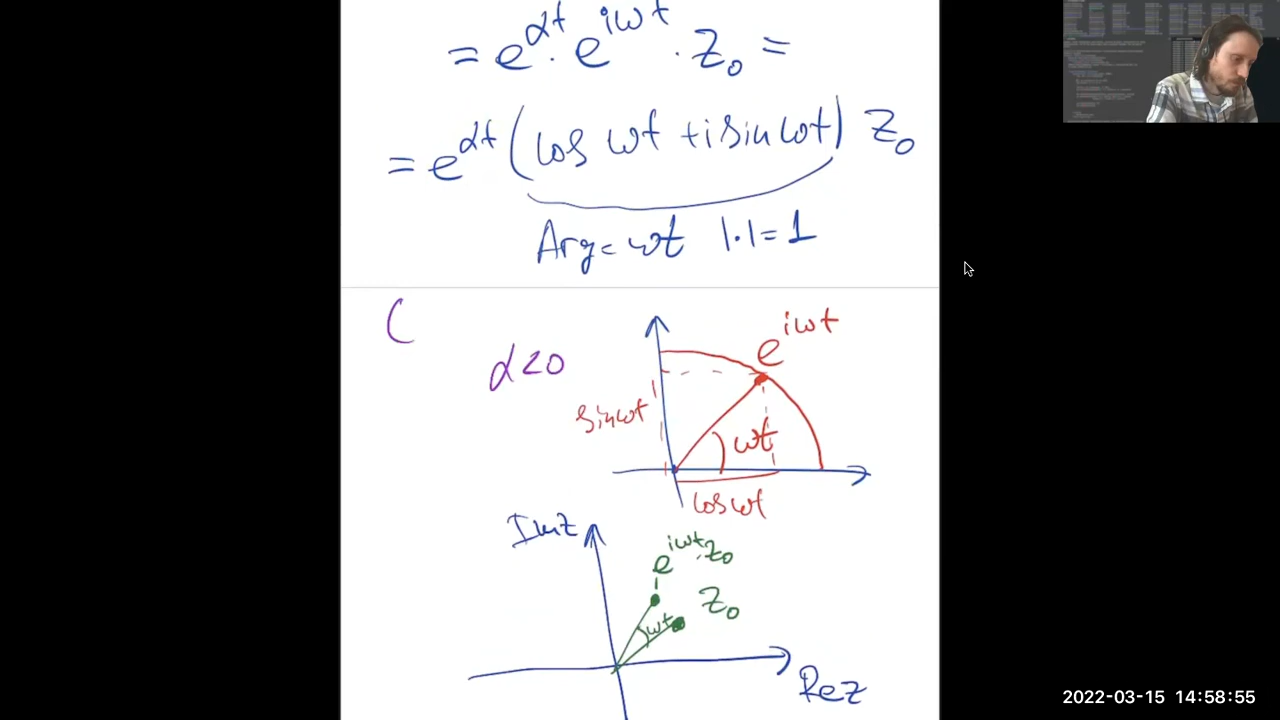 = e^{αt} · e^{iωt} · z₀ =
= e^{αt} (cos ωt + i sin ωt) z₀
Arg = ωt |·| = 1
(
α<0
e^{iωt}
sin ωt
ωt
cos ωt
Im z
e^{iωt} · z₀
z₀
ωt
Re z
2022-03-15 14:58:55